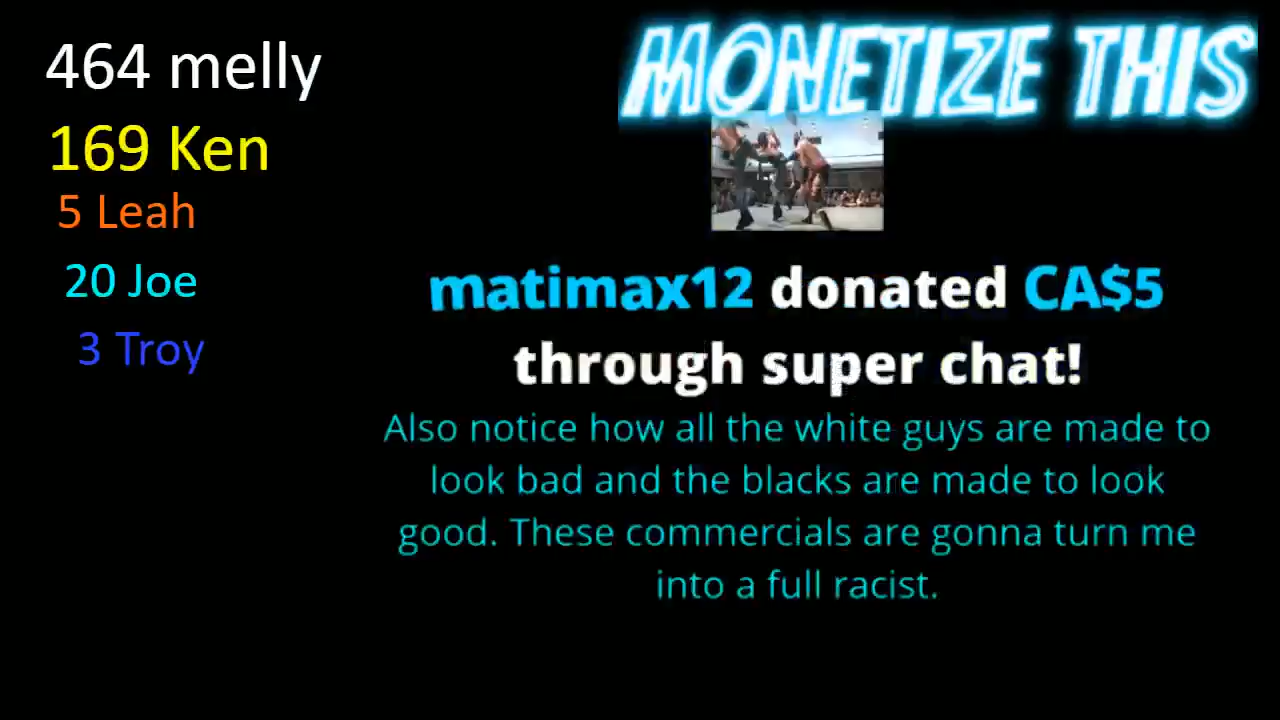 464 melly
169 Ken
5 Leah
20 Joe
3 Troy
MONETIZE THIS
matimax12 donated CA$5
through super chat!
Also notice how all the white guys are made to
look bad and the blacks are made to look
good. These commercials are gonna turn me
into a full racist.